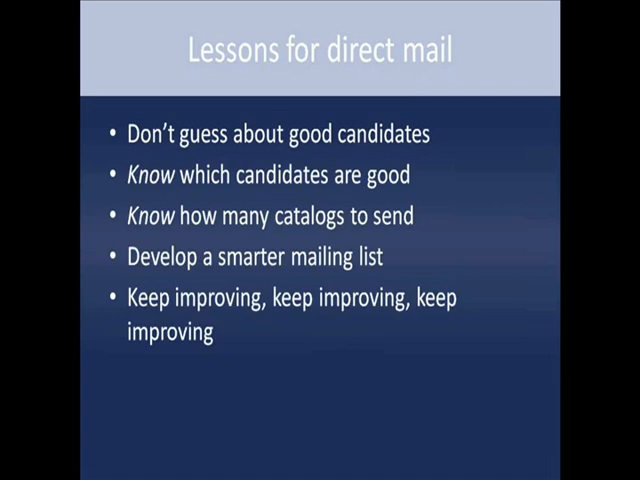 Lessons for direct mail
• Don't guess about good candidates
• Know which candidates are good
• Know how many catalogs to send
• Develop a smarter mailing list
• Keep improving, keep improving, keep
improving